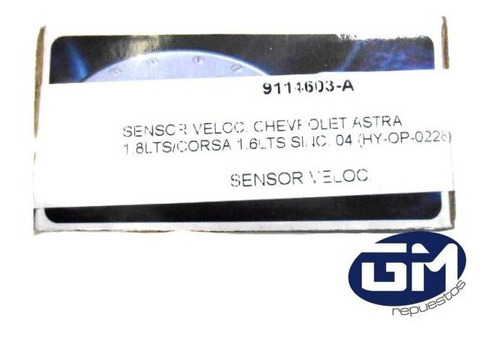 9114603-A
SENSOR VELOC. CHEVROLET ASTRA
1.8LTS/CORSA 1.6LTS SINC. 04 (HY-OP-0228)
SENSOR VELOC.
GM
repuestos